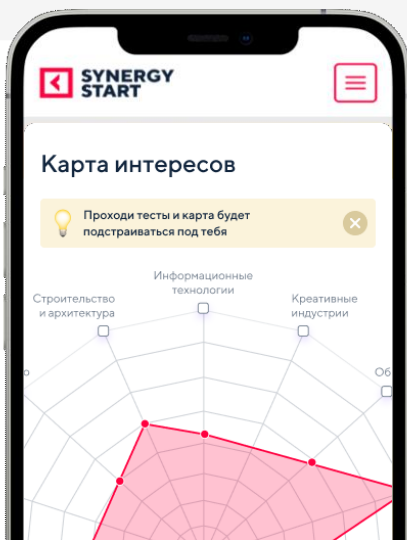 SYNERGY
START
Карта интересов
Проходи тесты и карта будет
подстраиваться под тебя
Информационные
технологии
Строительство
и архитектура
Креативные
индустрии